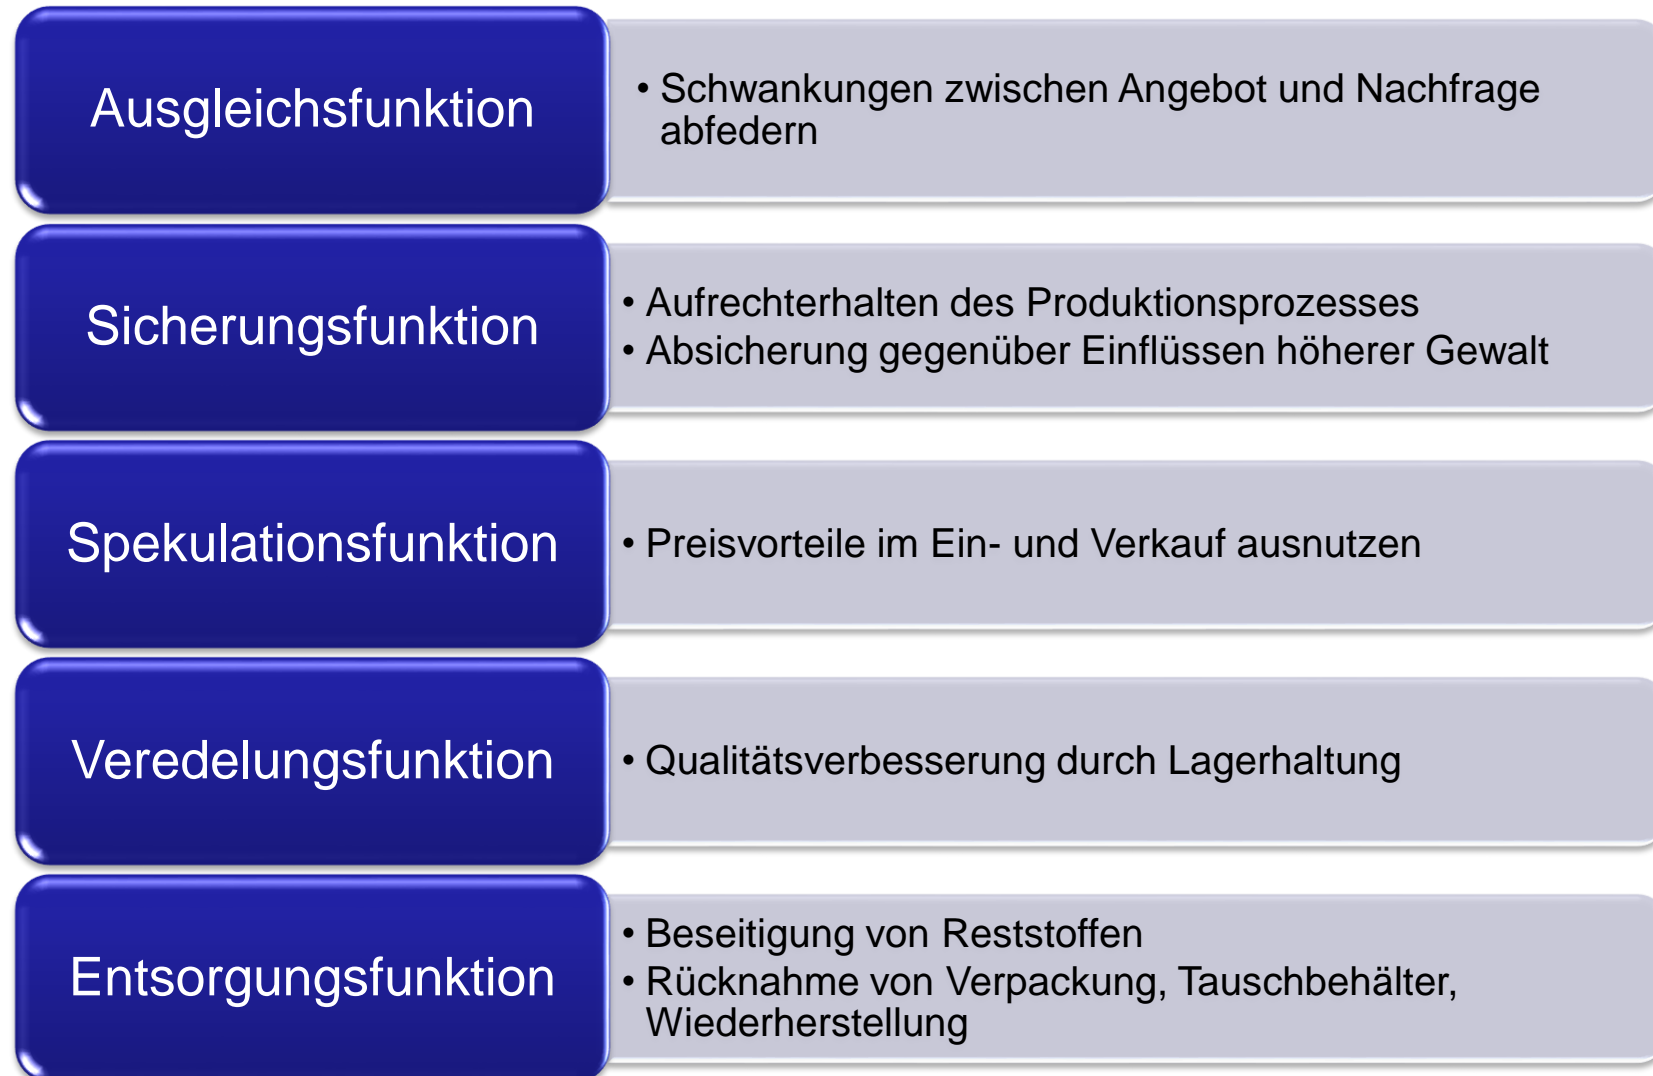 Ausgleichsfunktion
• Schwankungen zwischen Angebot und Nachfrage
abfedern
Sicherungsfunktion
• Aufrechterhalten des Produktionsprozesses
• Absicherung gegenüber Einflüssen höherer Gewalt
Spekulationsfunktion
• Preisvorteile im Ein- und Verkauf ausnutzen
Veredelungsfunktion
• Qualitätsverbesserung durch Lagerhaltung
Entsorgungsfunktion
• Beseitigung von Reststoffen
• Rücknahme von Verpackung, Tauschbehälter,
Wiederherstellung